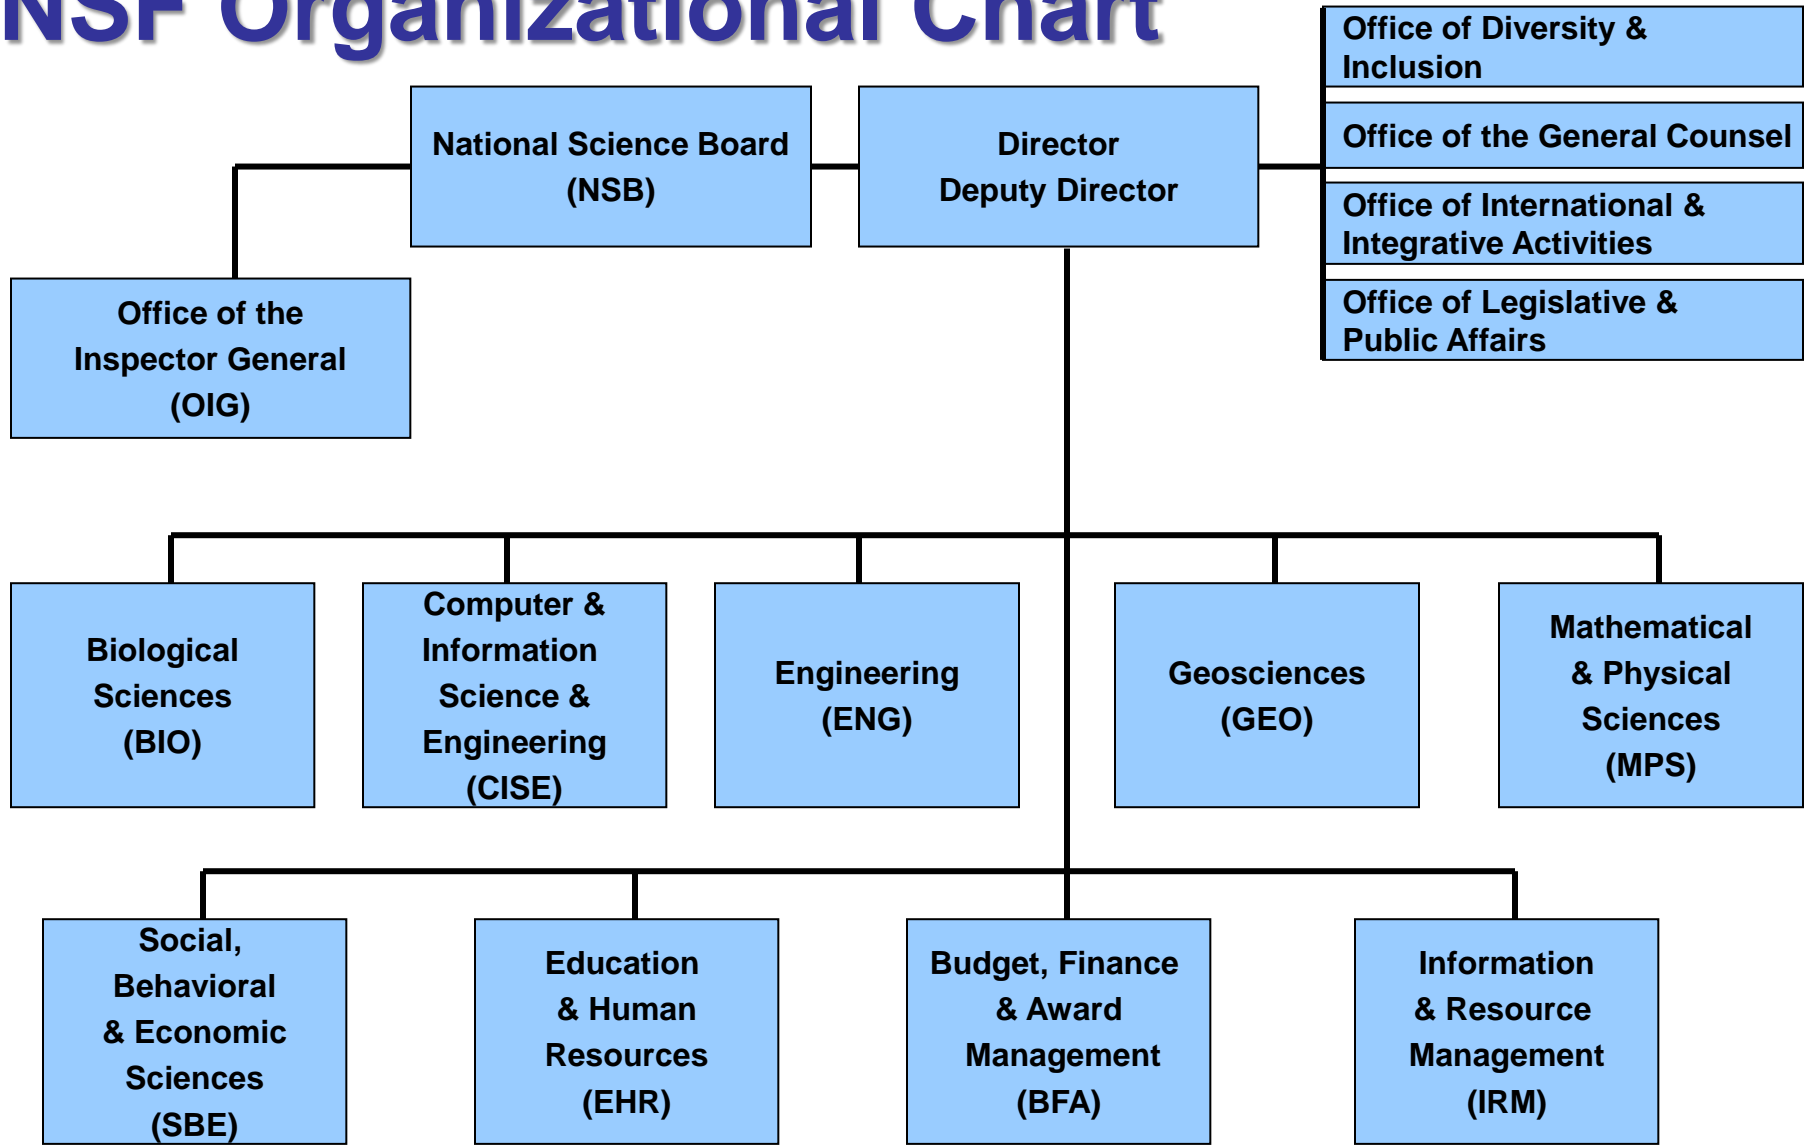 NSF Organizational Chart
Office of Diversity &
Inclusion
National Science Board
(NSB)
Director
Deputy Director
Office of the General Counsel
Office of International &
Integrative Activities
Office of Legislative &
Public Affairs
Office of the
Inspector General
(OIG)
Biological
Sciences
(BIO)
Computer &
Information
Science &
Engineering
(CISE)
Engineering
(ENG)
Geosciences
(GEO)
Mathematical
& Physical
Sciences
(MPS)
Social,
Behavioral
& Economic
Sciences
(SBE)
Education
& Human
Resources
(EHR)
Budget, Finance
& Award
Management
(BFA)
Information
& Resource
Management
(IRM)